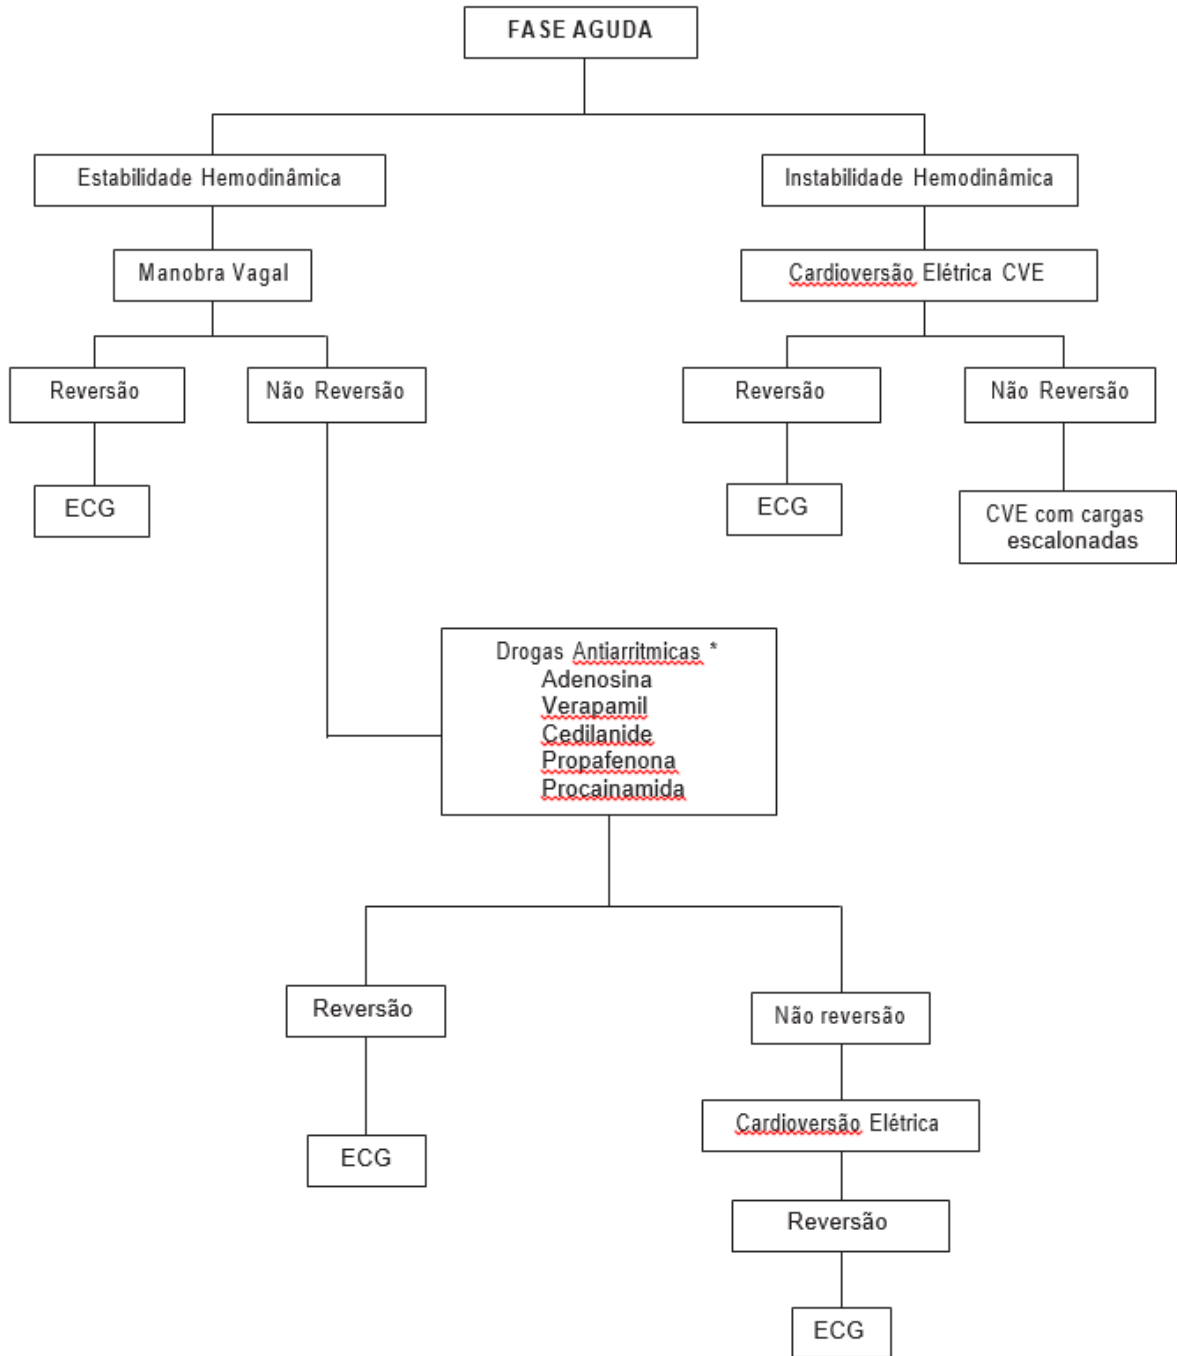 FASE AGUDA
Estabilidade Hemodinâmica
Instabilidade Hemodinâmica
Manobra Vagal
Cardioversão Elétrica CVE
Reversão
Não Reversão
Reversão
Não Reversão
ECG
ECG
CVE com cargas
escalonadas
Drogas Antiarritmicas *
Adenosina
Verapamil
Cedilanide
Propafenona
Procainamida
Reversão
Não reversão
Cardioversão Elétrica
ECG
Reversão
ECG